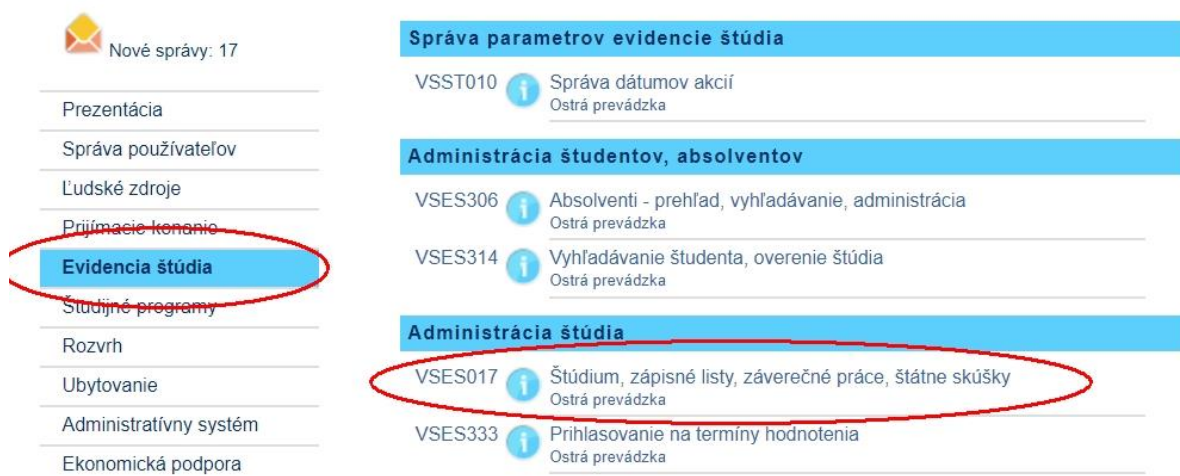 Nové správy: 17
Prezentácia
Správa používateľov
Ľudské zdroje
Prijímacie konanie
Evidencia štúdia
Študijné programy
Rozvrh
Ubytovanie
Administratívny systém
Ekonomická podpora
Správa parametrov evidencie štúdia
VSST010 Správa dátumov akcií
Ostrá prevádzka
Administrácia študentov, absolventov
VSES306 Absolventi - prehľad, vyhľadávanie, administrácia
Ostrá prevádzka
VSES314 Vyhľadávanie študenta, overenie štúdia
Ostrá prevádzka
Administrácia štúdia
VSES017 Štúdium, zápisné listy, záverečné práce, štátne skúšky
Ostrá prevádzka
VSES333 Prihlasovanie na termíny hodnotenia
Ostrá prevádzka